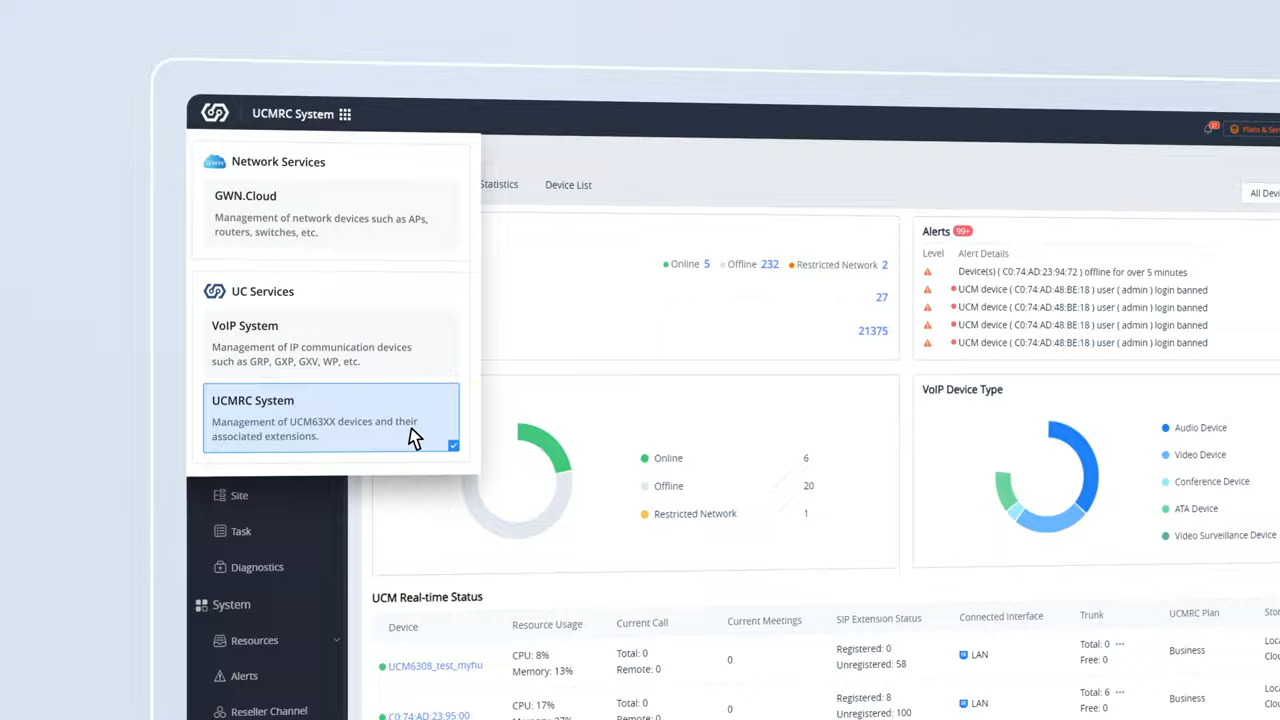 UCMRC System
Network Services
GWN.Cloud
Management of network devices such as APs,
routers, switches, etc.
UC Services
VoIP System
Management of IP communication devices
such as GRP, GXP, GXV, WP, etc.
UCMRC System
Management of UCM63XX devices and their
associated extensions.
Site
Task
Diagnostics
System
Resources
Alerts
Reseller Channel
Statistics
Device List
Online 5 Offline 232 Restricted Network 2
27
21375
Alerts 99+
Level Alert Details
Device(s) ( C0:74:AD:23:94:72 ) offline for over 5 minutes
UCM device ( C0:74:AD:48:BE:18 ) user ( admin ) login banned
UCM device ( C0:74:AD:48:BE:18 ) user ( admin ) login banned
UCM device ( C0:74:AD:48:BE:18 ) user ( admin ) login banned
UCM device ( C0:74:AD:48:BE:18 ) user ( admin ) login banned
Online 6
Offline 20
Restricted Network 1
VoIP Device Type
Audio Device
Video Device
Conference Device
ATA Device
Video Surveillance Device
UCM Real-time Status
Device Resource Usage Current Call Current Meetings SIP Extension Status Connected Interface Trunk UCMRC Plan
UCM6308_test_myhu CPU: 8% Total: 0 0 Registered: 0 LAN Total: 0 ··· Business
Memory: 13% Remote: 0 Unregistered: 58 Free: 0
C0:74:AD:23:95:00 CPU: 17% Total: 0 0 Registered: 8 LAN Total: 6 ··· Business
Remote: 0 Unregistered: 100 Free: 0